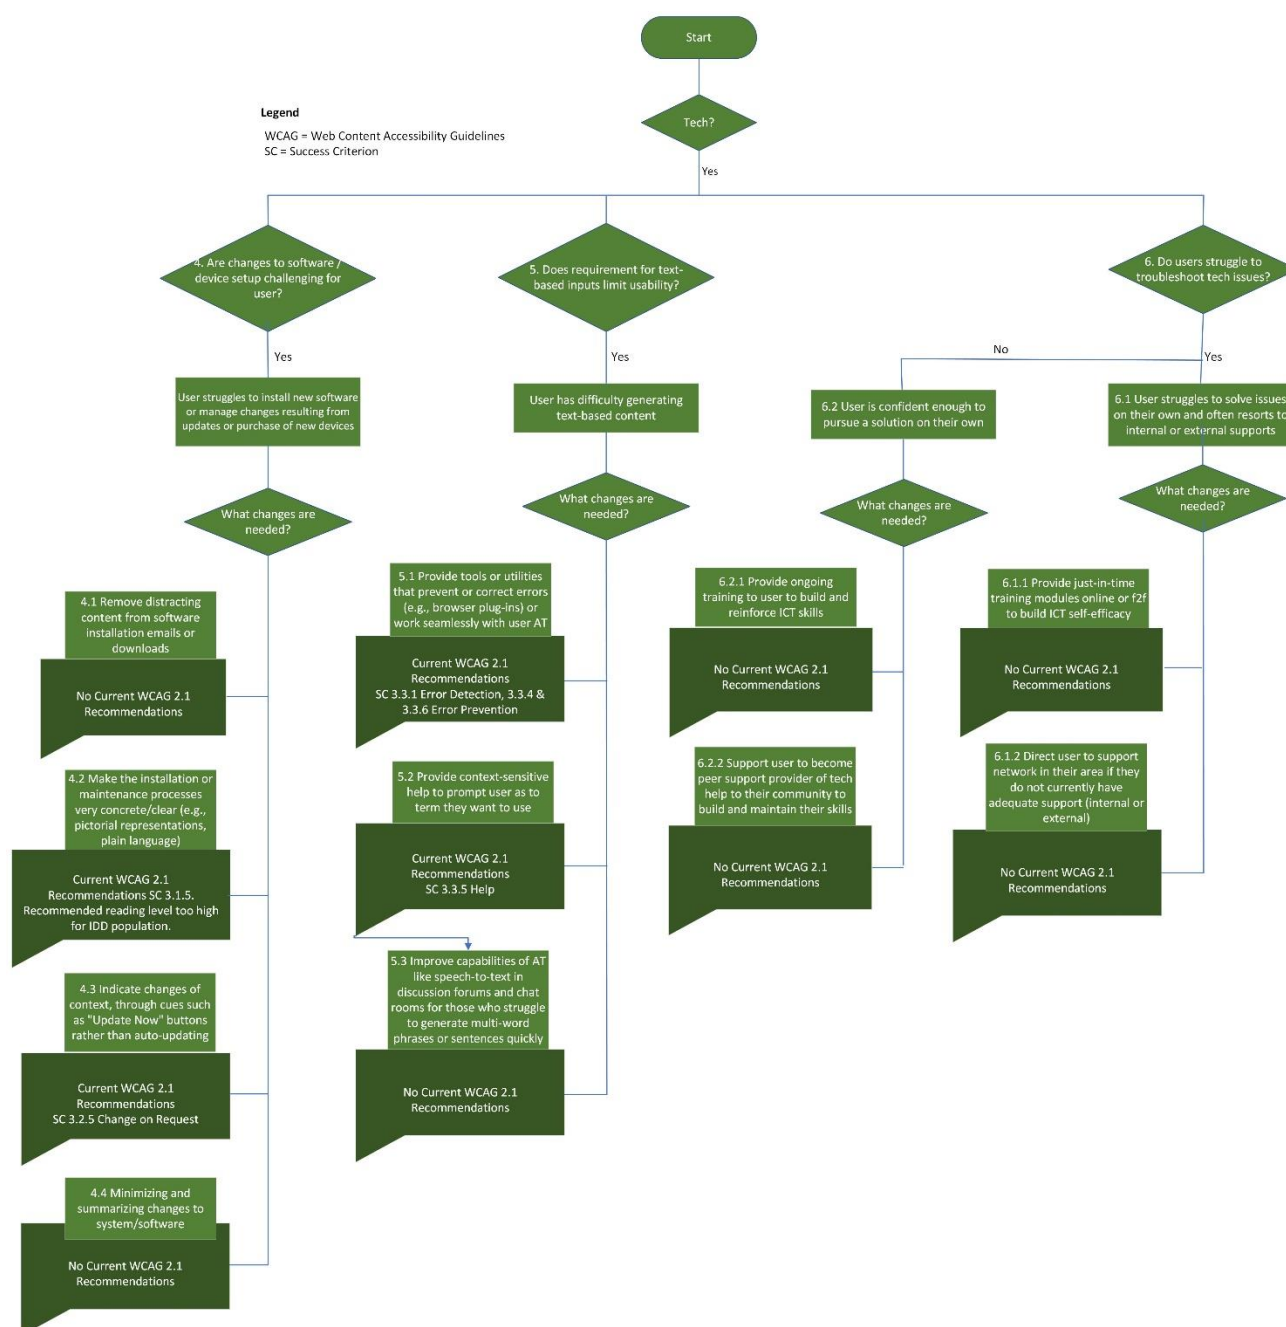 Start
Legend
WCAG = Web Content Accessibility Guidelines
SC = Success Criterion
Tech?
Yes
4. Are changes to software /
device setup challenging for
user?
Yes
User struggles to install new software
or manage changes resulting from
updates or purchase of new devices
What changes are
needed?
4.1 Remove distracting
content from software
installation emails or
downloads
No Current WCAG 2.1
Recommendations
4.2 Make the installation or
maintenance processes
very concrete/clear (e.g.,
pictorial representations,
plain language)
Current WCAG 2.1
Recommendations SC 3.1.5.
Recommended reading level too high
for IDD population.
4.3 Indicate changes of
context, through cues such
as "Update Now" buttons
rather than auto-updating
Current WCAG 2.1
Recommendations
SC 3.2.5 Change on Request
4.4 Minimizing and
summarizing changes to
system/software
No Current WCAG 2.1
Recommendations
5. Does requirement for text-
based inputs limit usability?
Yes
User has difficulty generating
text-based content
What changes are
needed?
5.1 Provide tools or utilities
that prevent or correct errors
(e.g., browser plug-ins) or
work seamlessly with user AT
Current WCAG 2.1
Recommendations
SC 3.3.1 Error Detection, 3.3.4 &
3.3.6 Error Prevention
5.2 Provide context-sensitive
help to prompt user as to
term they want to use
Current WCAG 2.1
Recommendations
SC 3.3.5 Help
5.3 Improve capabilities of AT
like speech-to-text in
discussion forums and chat
rooms for those who struggle
to generate multi-word
phrases or sentences quickly
No Current WCAG 2.1
Recommendations
6. Do users struggle to
troubleshoot tech issues?
No
Yes
6.2 User is confident enough to
pursue a solution on their own
What changes are
needed?
6.2.1 Provide ongoing
training to user to build and
reinforce ICT skills
No Current WCAG 2.1
Recommendations
6.2.2 Support user to become
peer support provider of tech
help to their community to
build and maintain their skills
No Current WCAG 2.1
Recommendations
6.1 User struggles to solve issues
on their own and often resorts to
internal or external supports
What changes are
needed?
6.1.1 Provide just-in-time
training modules online or f2f
to build ICT self-efficacy
No Current WCAG 2.1
Recommendations
6.1.2 Direct user to support
network in their area if they
do not currently have
adequate support (internal or
external)
No Current WCAG 2.1
Recommendations